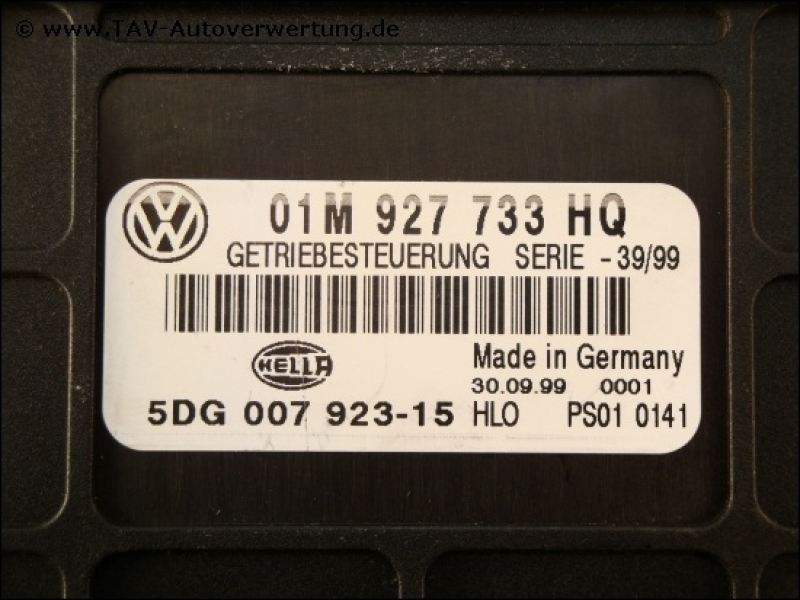 © www.TAV-Autoverwertung.de
01M 927 733 HQ
GETRIEBESTEUERUNG SERIE - 39/99
HELLA
Made in Germany
30.09.99 0001
5DG 007 923-15 HLO PS01 0141